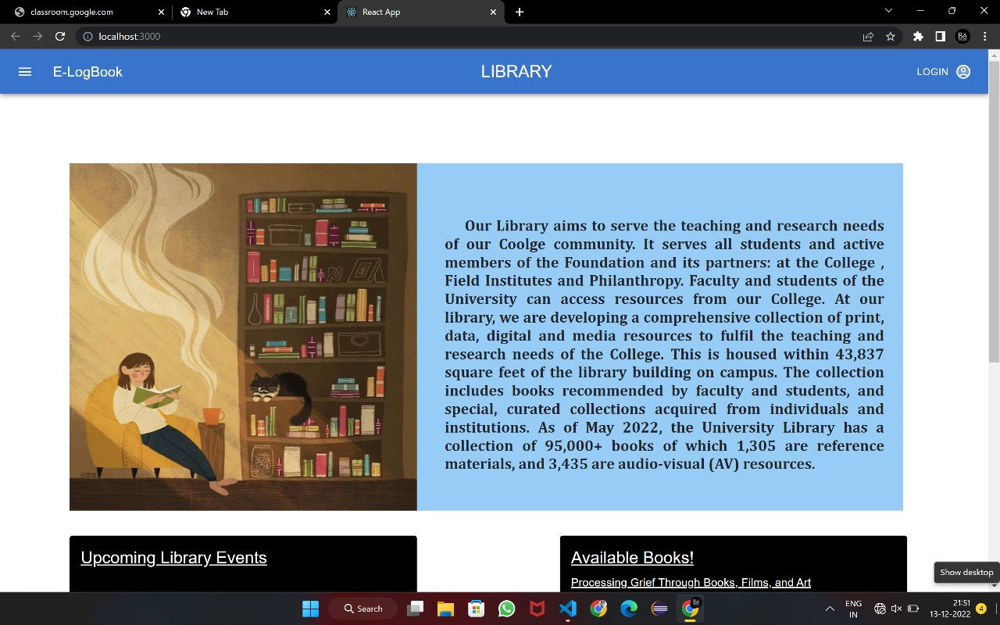 classroom.google.com
New Tab
React App
localhost:3000
E-LogBook
LIBRARY
LOGIN
Our Library aims to serve the teaching and research needs
of our Coolge community. It serves all students and active
members of the Foundation and its partners: at the College ,
Field Institutes and Philanthropy. Faculty and students of the
University can access resources from our College. At our
library, we are developing a comprehensive collection of print,
data, digital and media resources to fulfil the teaching and
research needs of the College. This is housed within 43,837
square feet of the library building on campus. The collection
includes books recommended by faculty and students, and
special, curated collections acquired from individuals and
institutions. As of May 2022, the University Library has a
collection of 95,000+ books of which 1,305 are reference
materials, and 3,435 are audio-visual (AV) resources.
Upcoming Library Events
Available Books!
Processing Grief Through Books, Films, and Art
Show desktop
Search
ENG
IN
21:51
13-12-2022
4